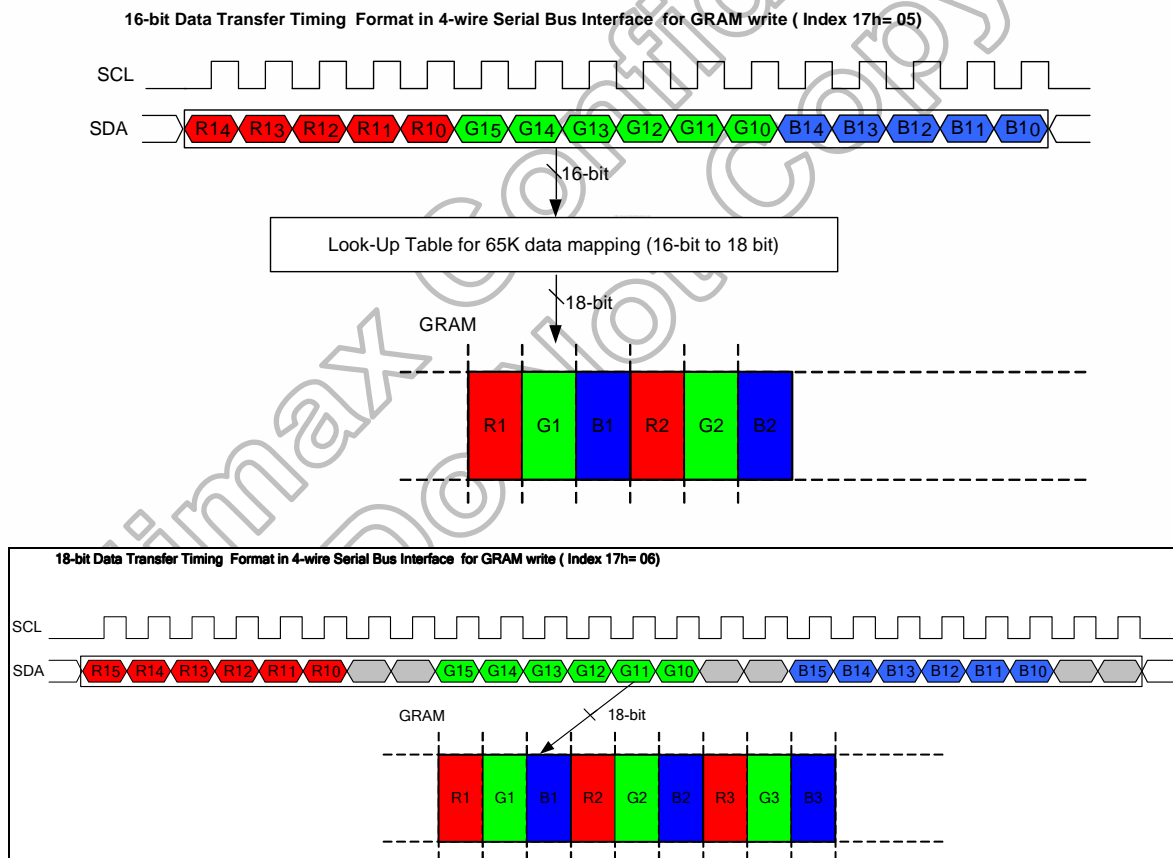 16-bit Data Transfer Timing Format in 4-wire Serial Bus Interface for GRAM write ( Index 17h= 05)
SCL
SDA
R14 R13 R12 R11 R10 G15 G14 G13 G12 G11 G10 B14 B13 B12 B11 B10
16-bit
Look-Up Table for 65K data mapping (16-bit to 18 bit)
18-bit
GRAM
R1 G1 B1 R2 G2 B2
18-bit Data Transfer Timing Format in 4-wire Serial Bus Interface for GRAM write ( Index 17h= 06)
SCL
SDA
R15 R14 R13 R12 R11 R10 G15 G14 G13 G12 G11 G10 B15 B14 B13 B12 B11 B10
GRAM
18-bit
R1 G1 B1 R2 G2 B2 R3 G3 B3
Do Not Copy